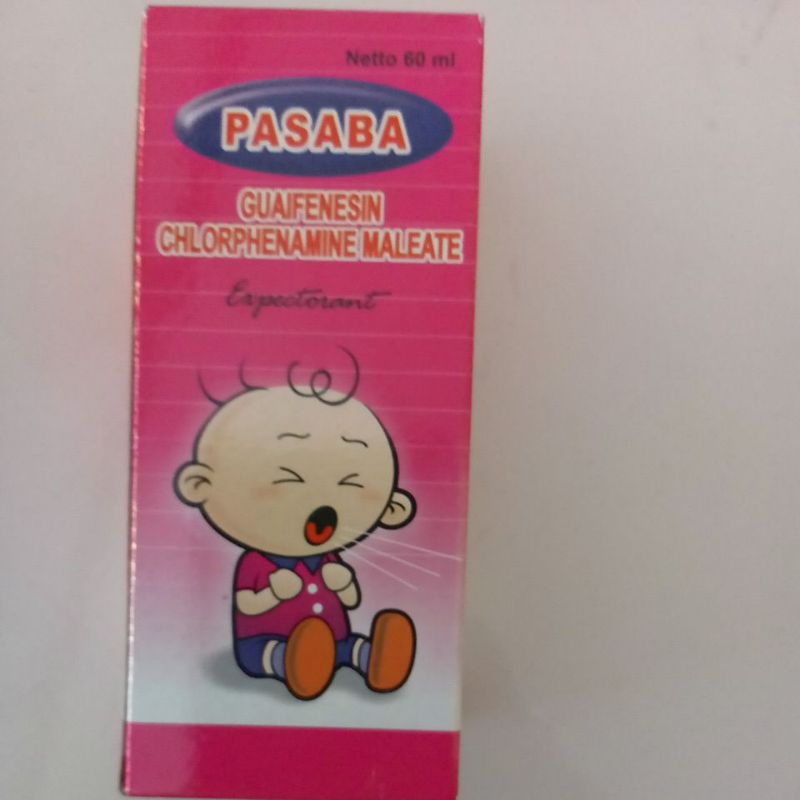 Netto 60 ml
PASABA
GUAIFENESIN
CHLORPHENAMINE MALEATE
Expectorant